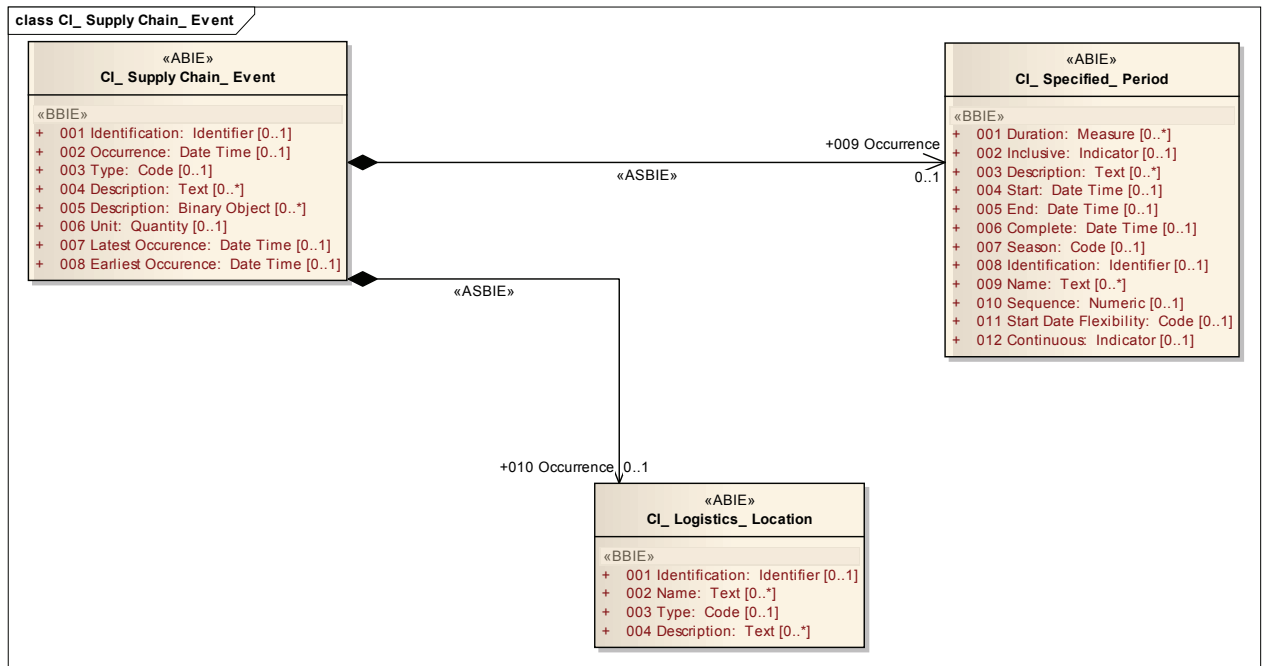 class CI_ Supply Chain_ Event
«ABIE»
CI_ Supply Chain_ Event
«BBIE»
+ 001 Identification: Identifier [0..1]
+ 002 Occurrence: Date Time [0..1]
+ 003 Type: Code [0..1]
+ 004 Description: Text [0..*]
+ 005 Description: Binary Object [0..*]
+ 006 Unit: Quantity [0..1]
+ 007 Latest Occurence: Date Time [0..1]
+ 008 Earliest Occurence: Date Time [0..1]
«ABIE»
CI_ Specified_ Period
«BBIE»
+ 001 Duration: Measure [0..*]
+ 002 Inclusive: Indicator [0..1]
+ 003 Description: Text [0..*]
+ 004 Start: Date Time [0..1]
+ 005 End: Date Time [0..1]
+ 006 Complete: Date Time [0..1]
+ 007 Season: Code [0..1]
+ 008 Identification: Identifier [0..1]
+ 009 Name: Text [0..*]
+ 010 Sequence: Numeric [0..1]
+ 011 Start Date Flexibility: Code [0..1]
+ 012 Continuous: Indicator [0..1]
+009 Occurrence
«ASBIE»
0..1
«ASBIE»
+010 Occurrence 0..1
«ABIE»
CI_ Logistics_ Location
«BBIE»
+ 001 Identification: Identifier [0..1]
+ 002 Name: Text [0..*]
+ 003 Type: Code [0..1]
+ 004 Description: Text [0..*]